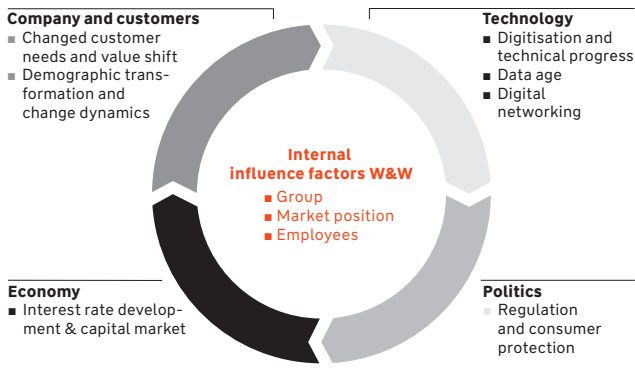 Company and customers
■ Changed customer
needs and value shift
■ Demographic trans-
formation and
change dynamics
Technology
■ Digitisation and
technical progress
■ Data age
■ Digital
networking
Internal
influence factors W&W
■ Group
■ Market position
■ Employees
Economy
■ Interest rate develop-
ment & capital market
Politics
■ Regulation
and consumer
protection